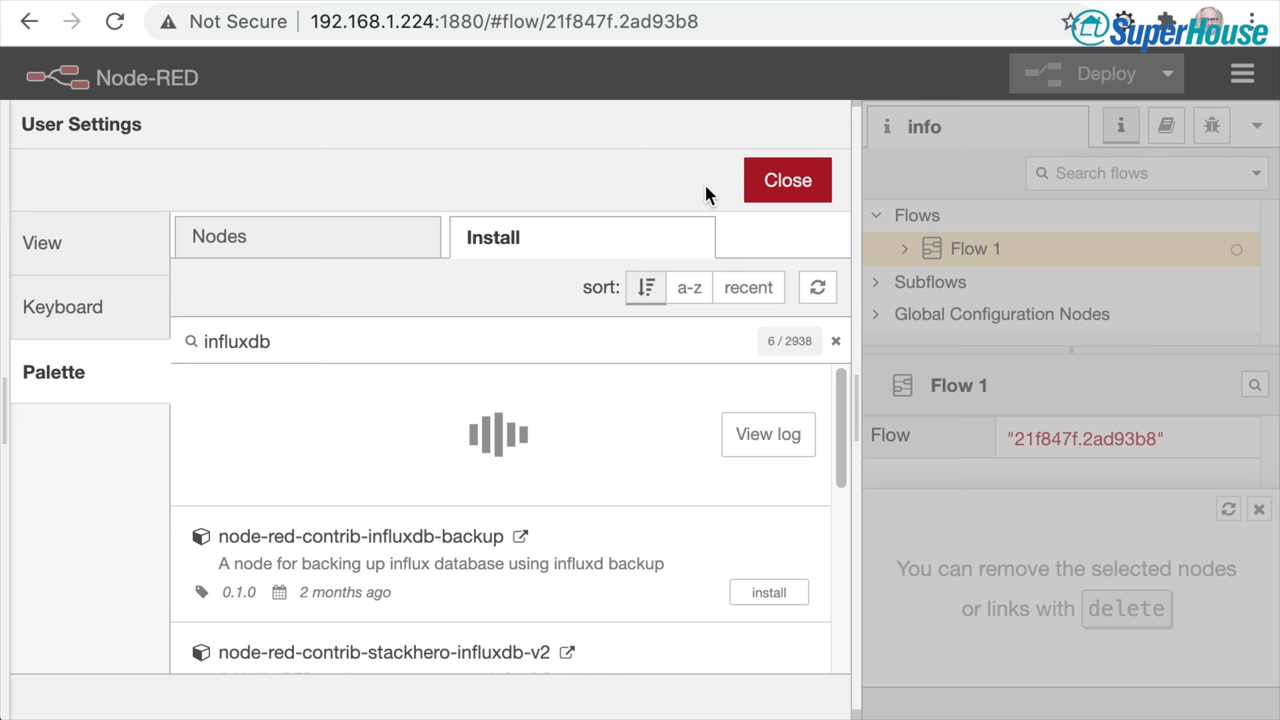 Not Secure 192.168.1.224:1880/#flow/21f847f.2ad93b8
SuperHouse
Node-RED
Deploy
User Settings
Close
View
Keyboard
Palette
Nodes
Install
sort: a-z recent
influxdb
6 / 2938
View log
node-red-contrib-influxdb-backup
A node for backing up influx database using influxd backup
0.1.0 2 months ago
install
node-red-contrib-stackhero-influxdb-v2
i info
Search flows
Flows
Flow 1
Subflows
Global Configuration Nodes
Flow 1
Flow "21f847f.2ad93b8"
You can remove the selected nodes
or links with delete